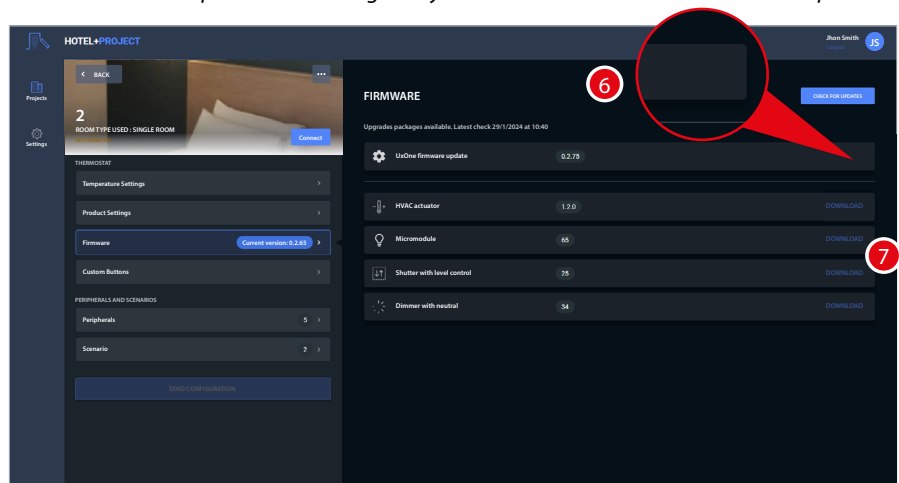 HOTEL+PROJECT
Jhon Smith
Logout
JS
Projects
Settings
BACK
2
ROOM TYPE USED : SINGLE ROOM
Connect
THERMOSTAT
Temperature Settings
Product Settings
Firmware
Current version: 0.2.65
Custom Buttons
PERIPHERALS AND SCENARIOS
Peripherals
5
Scenario
2
SEND CONFIGURATION
6
FIRMWARE
CHECK FOR UPDATES
Upgrades packages available. Latest check 29/1/2024 at 10:40
UxOne firmware update
0.2.75
HVAC actuator
1.2.0
DOWNLOAD
Micromodule
65
DOWNLOAD
7
Shutter with level control
25
DOWNLOAD
Dimmer with neutral
34
DOWNLOAD